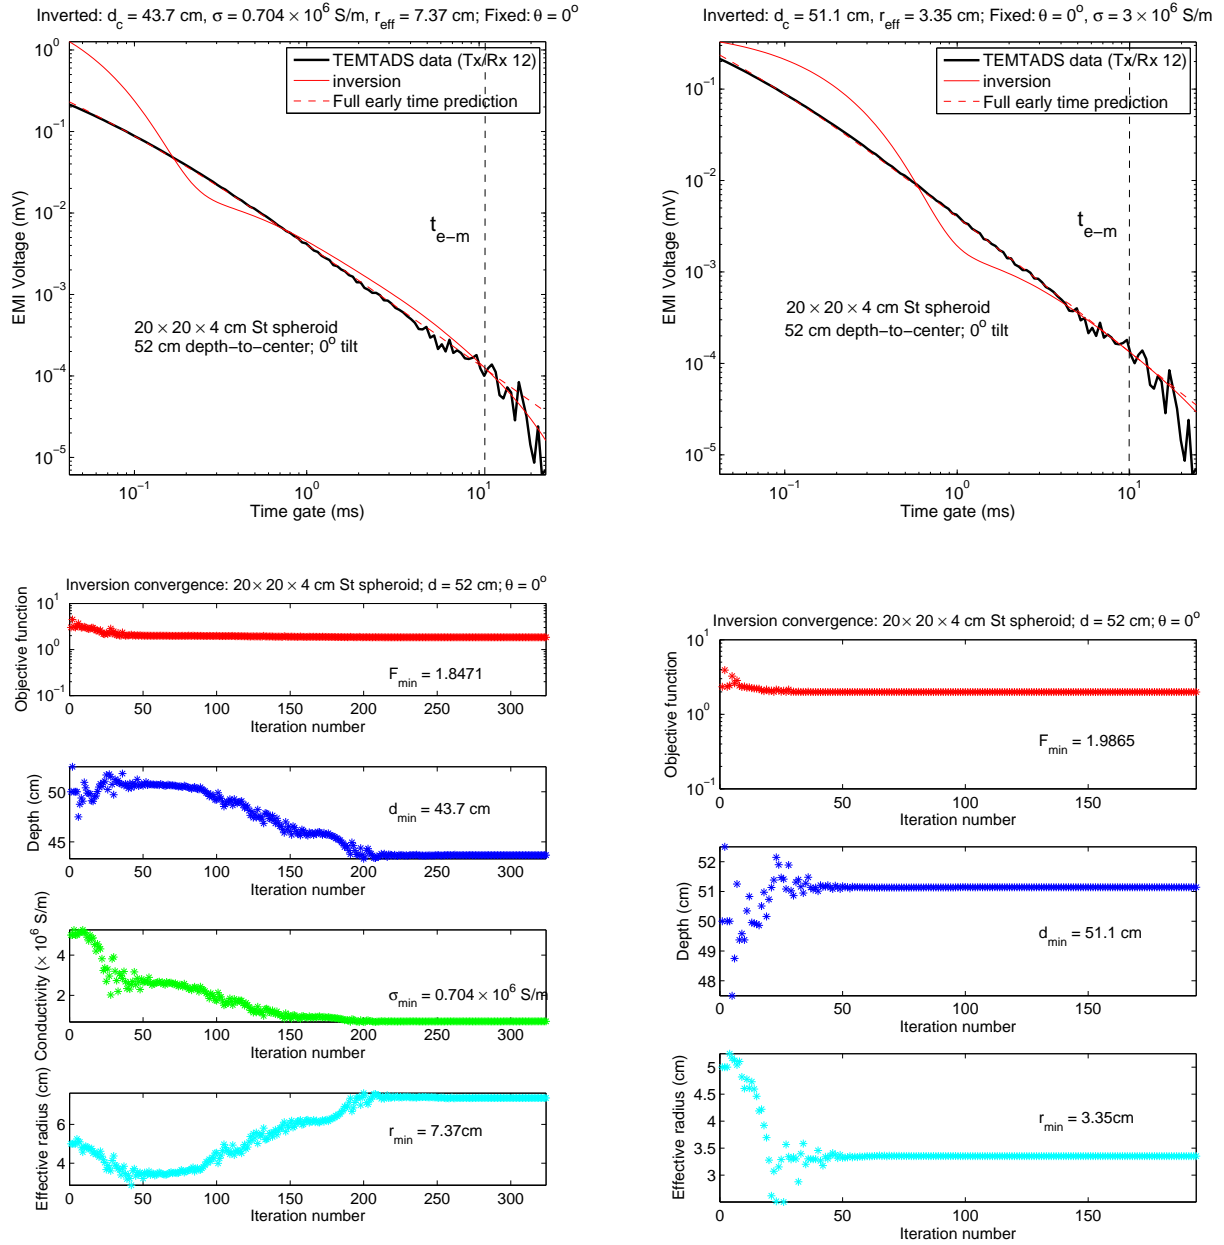 Inverted: d_c = 43.7 cm, σ = 0.704 × 10^6 S/m, r_eff = 7.37 cm; Fixed: θ = 0^o
EMI Voltage (mV)
10^0
10^-1
10^-2
10^-3
10^-4
10^-5
TEMTADS data (Tx/Rx 12)
inversion
Full early time prediction
t_e−m
20 × 20 × 4 cm St spheroid
52 cm depth−to−center; 0^o tilt
10^-1 10^0 10^1
Time gate (ms)
Inverted: d_c = 51.1 cm, r_eff = 3.35 cm; Fixed: θ = 0^o, σ = 3 × 10^6 S/m
EMI Voltage (mV)
10^-1
10^-2
10^-3
10^-4
10^-5
TEMTADS data (Tx/Rx 12)
inversion
Full early time prediction
t_e−m
20 × 20 × 4 cm St spheroid
52 cm depth−to−center; 0^o tilt
10^-1 10^0 10^1
Time gate (ms)
Inversion convergence: 20 × 20 × 4 cm St spheroid; d = 52 cm; θ = 0^o
Objective function
10^1
10^0
10^-1
F_min = 1.8471
0 50 100 150 200 250 300
Iteration number
Depth (cm)
50
45
d_min = 43.7 cm
0 50 100 150 200 250 300
Iteration number
Conductivity (× 10^6 S/m)
4
2
σ_min = 0.704 × 10^6 S/m
0 50 100 150 200 250 300
Iteration number
Effective radius (cm)
6
4
r_min = 7.37cm
0 50 100 150 200 250 300
Iteration number
Inversion convergence: 20 × 20 × 4 cm St spheroid; d = 52 cm; θ = 0^o
Objective function
10^1
10^0
10^-1
F_min = 1.9865
0 50 100 150
Iteration number
Depth (cm)
52
51
50
49
48
d_min = 51.1 cm
0 50 100 150
Iteration number
Effective radius (cm)
5
4.5
4
3.5
3
r_min = 3.35cm
0 50 100 150
Iteration number